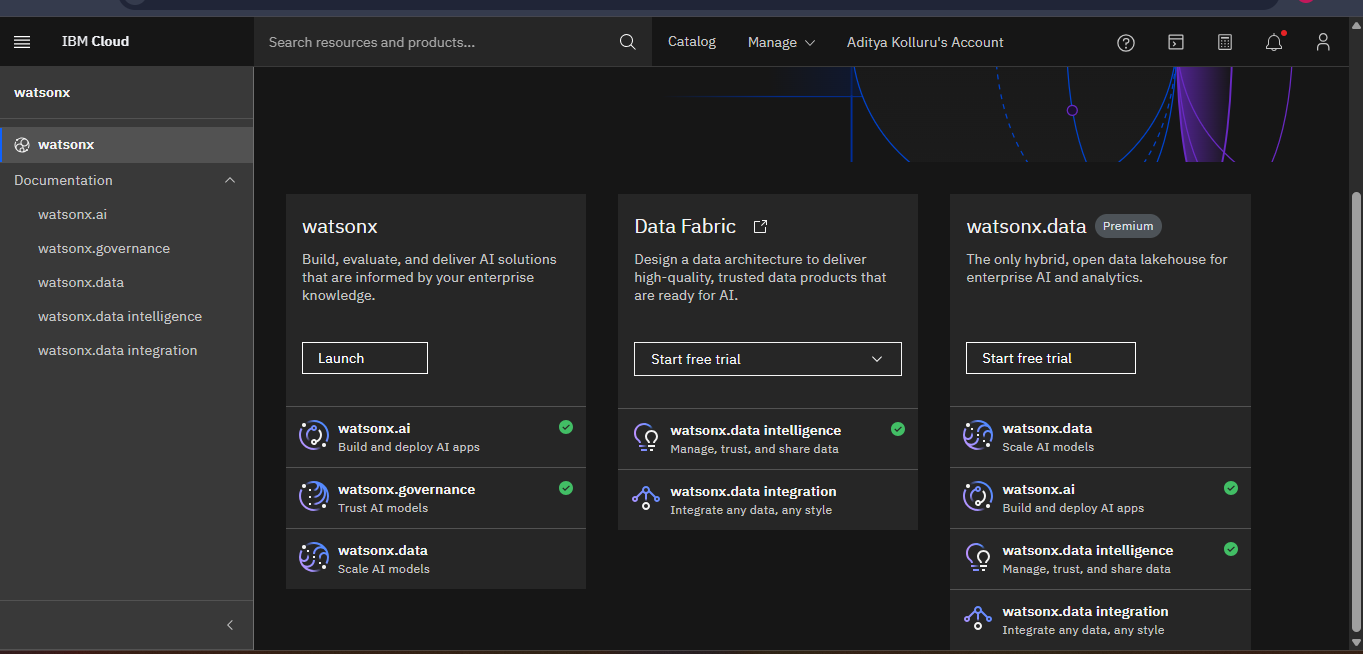 IBM Cloud
Search resources and products...
Catalog
Manage
Aditya Kolluru's Account
watsonx
watsonx
Documentation
watsonx.ai
watsonx.governance
watsonx.data
watsonx.data intelligence
watsonx.data integration
watsonx
Build, evaluate, and deliver AI solutions
that are informed by your enterprise
knowledge.
Launch
watsonx.ai
Build and deploy AI apps
watsonx.governance
Trust AI models
watsonx.data
Scale AI models
Data Fabric
Design a data architecture to deliver
high-quality, trusted data products that
are ready for AI.
Start free trial
watsonx.data intelligence
Manage, trust, and share data
watsonx.data integration
Integrate any data, any style
watsonx.data Premium
The only hybrid, open data lakehouse for
enterprise AI and analytics.
Start free trial
watsonx.data
Scale AI models
watsonx.ai
Build and deploy AI apps
watsonx.data intelligence
Manage, trust, and share data
watsonx.data integration
Integrate any data, any style